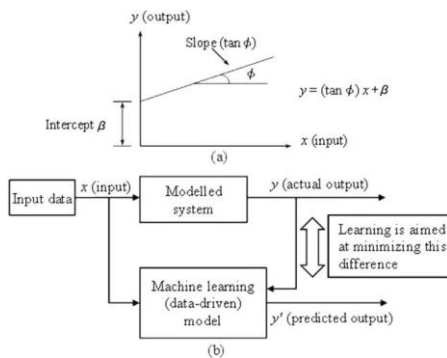 y (output)
Slope (tan ϕ)
ϕ
y = (tan ϕ) x + β
Intercept β
x (input)
(a)
Input data
x (input)
Modelled
system
y (actual output)
Learning is aimed
at minimizing this
difference
Machine learning
(data-driven)
model
y' (predicted output)
(b)